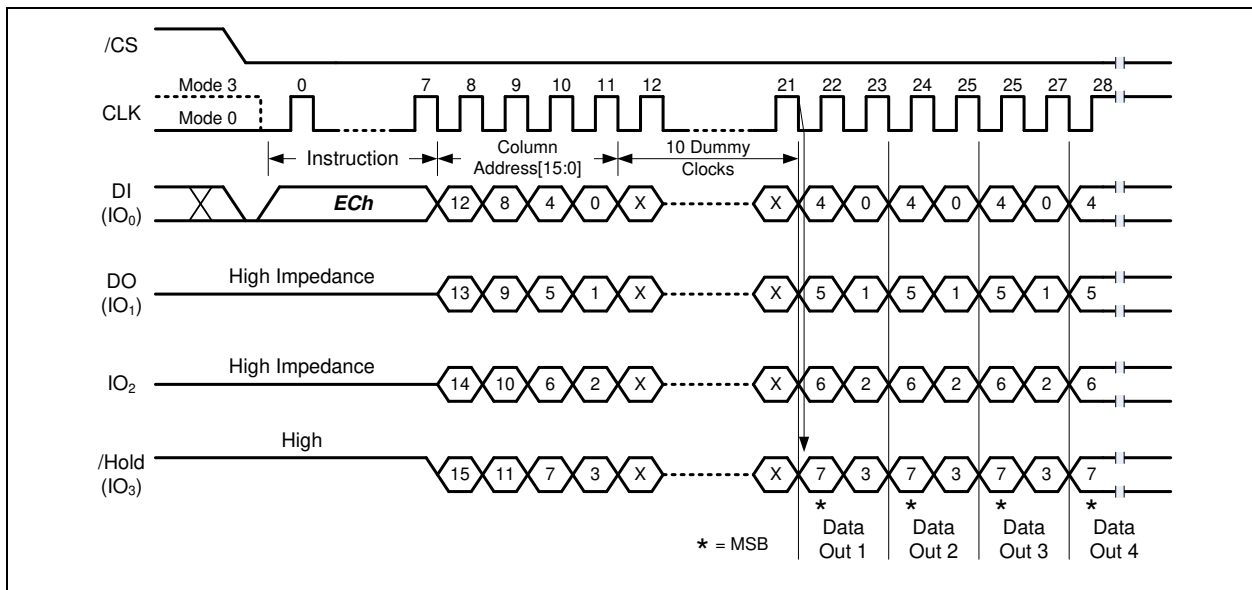 /CS
Mode 3
Mode 0
CLK
0 7 8 9 10 11 12 21 22 23 24 25 25 27 28
Instruction
Column
Address[15:0]
10 Dummy
Clocks
DI
(IO0)
ECh
12 8 4 0 X X 4 0 4 0 4 0 4
DO
(IO1)
High Impedance
13 9 5 1 X X 5 1 5 1 5 1 5
IO2
High Impedance
14 10 6 2 X X 6 2 6 2 6 2 6
/Hold
(IO3)
High
15 11 7 3 X X 7 3 7 3 7 3 7
* * * *
* = MSB
Data
Out 1
Data
Out 2
Data
Out 3
Data
Out 4